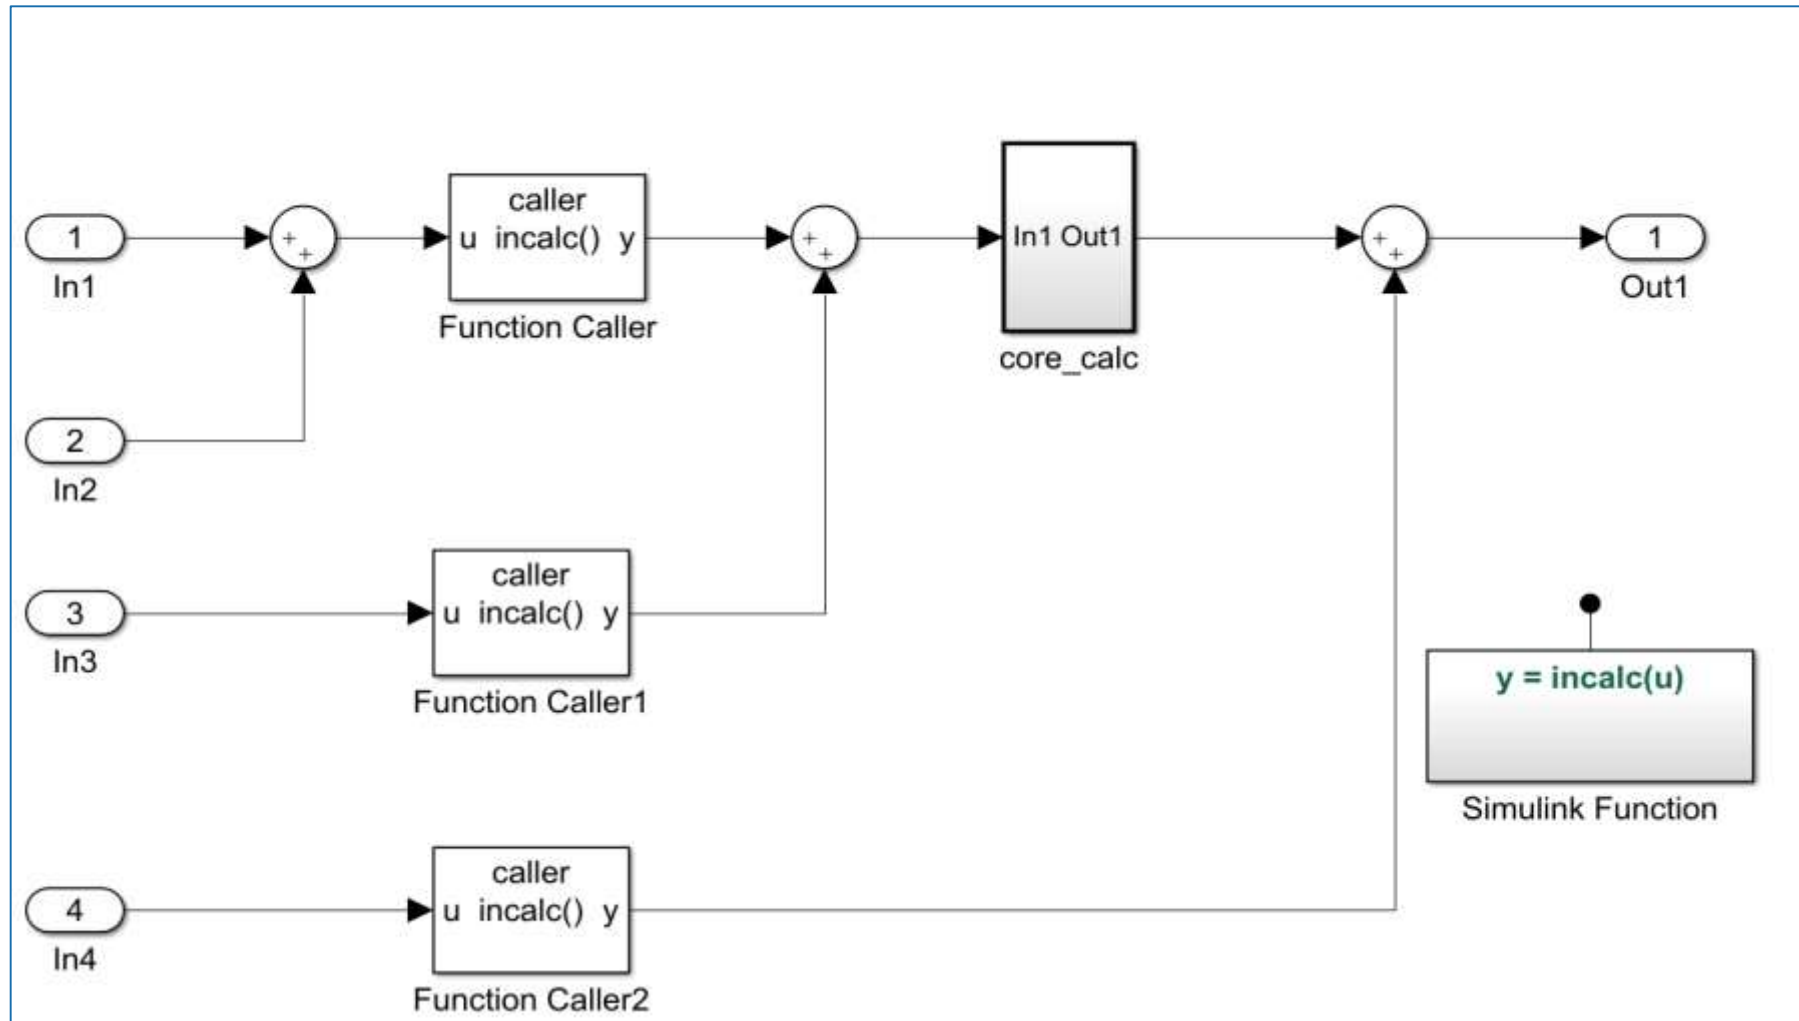 1
In1
+
+
caller
u incalc() y
Function Caller
+
+
In1 Out1
core_calc
+
+
1
Out1
2
In2
3
In3
caller
u incalc() y
Function Caller1
y = incalc(u)
Simulink Function
4
In4
caller
u incalc() y
Function Caller2